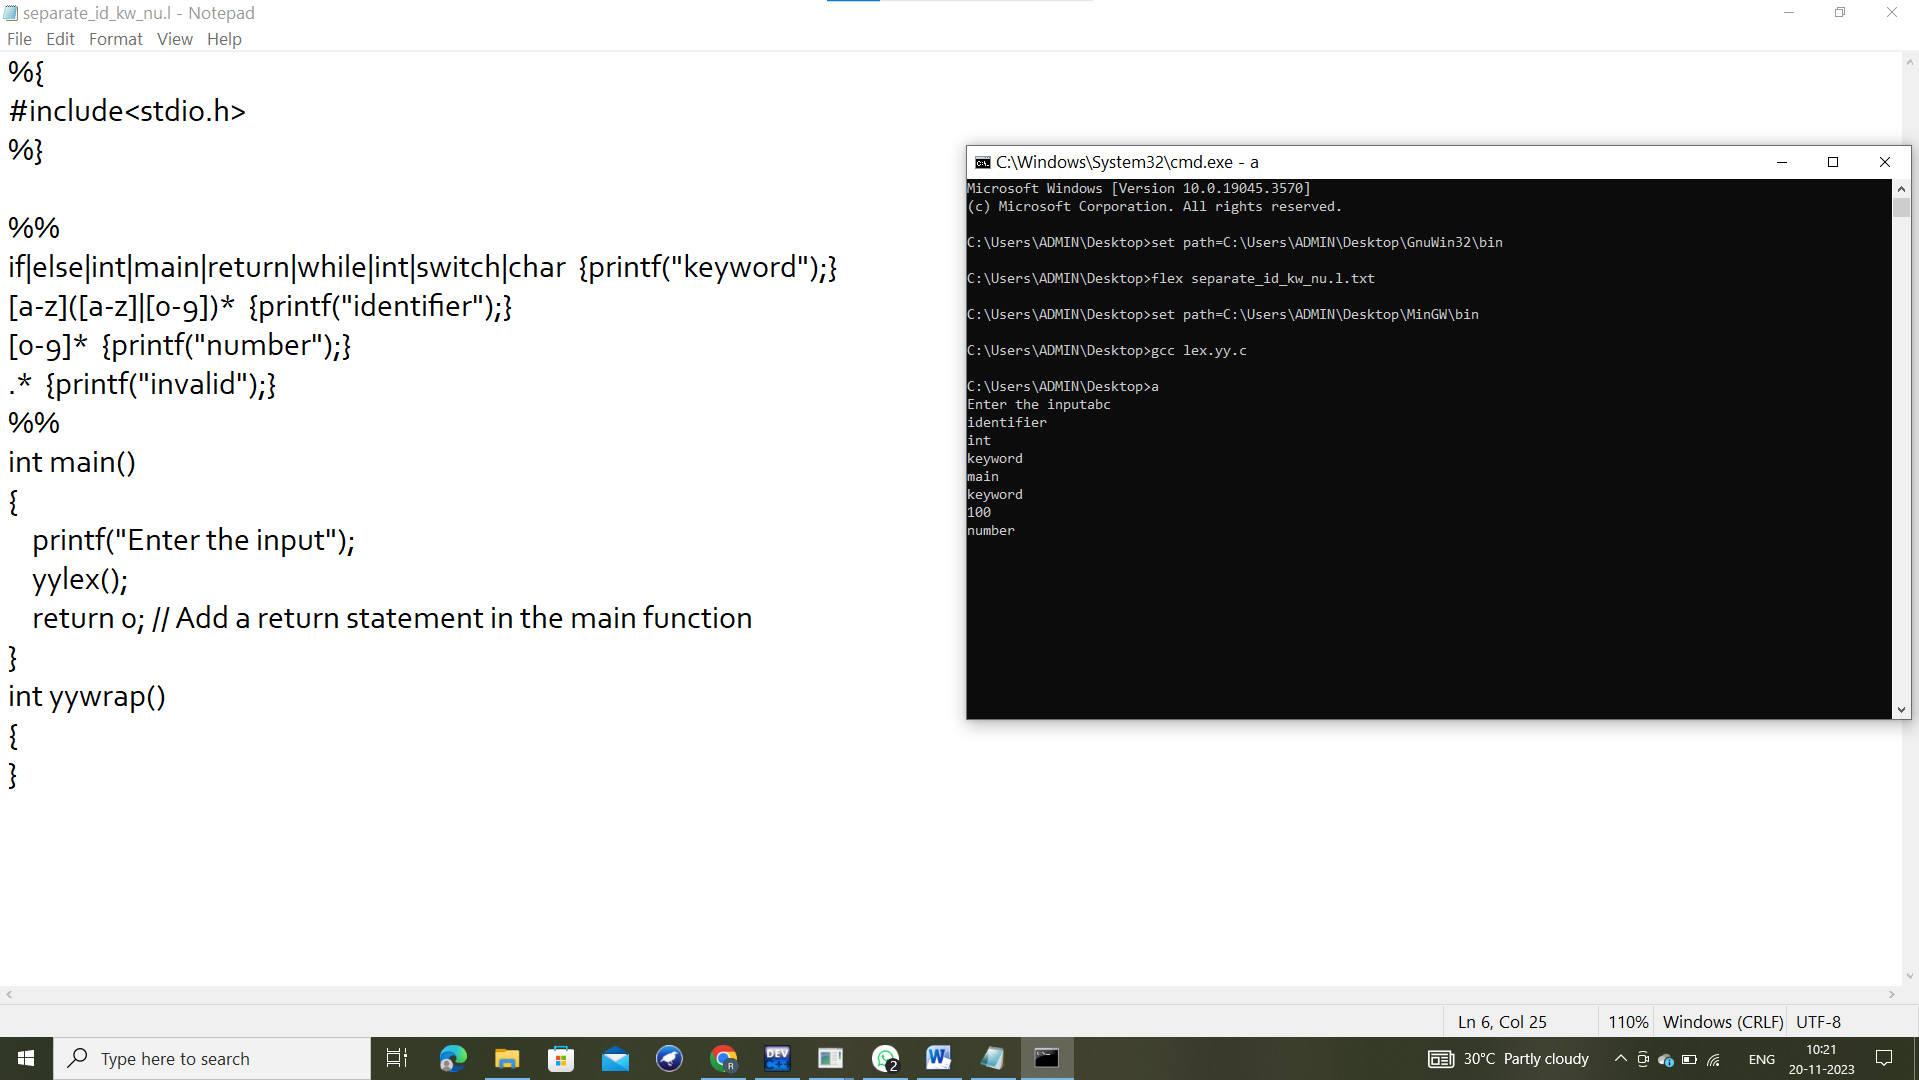 separate_id_kw_nu.l - Notepad
File Edit Format View Help
%{
#include<stdio.h>
%}
%%
if|else|int|main|return|while|int|switch|char  {printf("keyword");}
[a-z]([a-z]|[0-9])*  {printf("identifier");}
[0-9]*  {printf("number");}
.*  {printf("invalid");}
%%
int main()
{
printf("Enter the input");
yylex();
return 0; // Add a return statement in the main function
}
int yywrap()
{
}
C:\Windows\System32\cmd.exe - a
Microsoft Windows [Version 10.0.19045.3570]
(c) Microsoft Corporation. All rights reserved.
C:\Users\ADMIN\Desktop>set path=C:\Users\ADMIN\Desktop\GnuWin32\bin
C:\Users\ADMIN\Desktop>flex separate_id_kw_nu.l.txt
C:\Users\ADMIN\Desktop>set path=C:\Users\ADMIN\Desktop\MinGW\bin
C:\Users\ADMIN\Desktop>gcc lex.yy.c
C:\Users\ADMIN\Desktop>a
Enter the inputabc
identifier
int
keyword
main
keyword
100
number
Ln 6, Col 25
110%
Windows (CRLF)
UTF-8
Type here to search
DEV
R
2
W
30°C Partly cloudy
ENG
10:21
20-11-2023